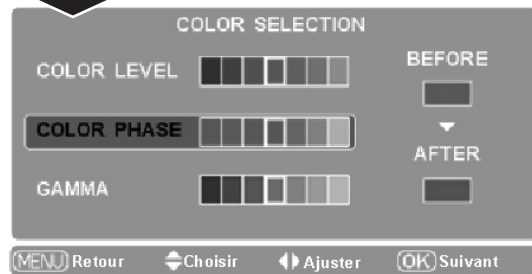 COLOR SELECTION
COLOR LEVEL
BEFORE
COLOR PHASE
AFTER
GAMMA
MENU Retour Choisir Ajuster OK Suivant